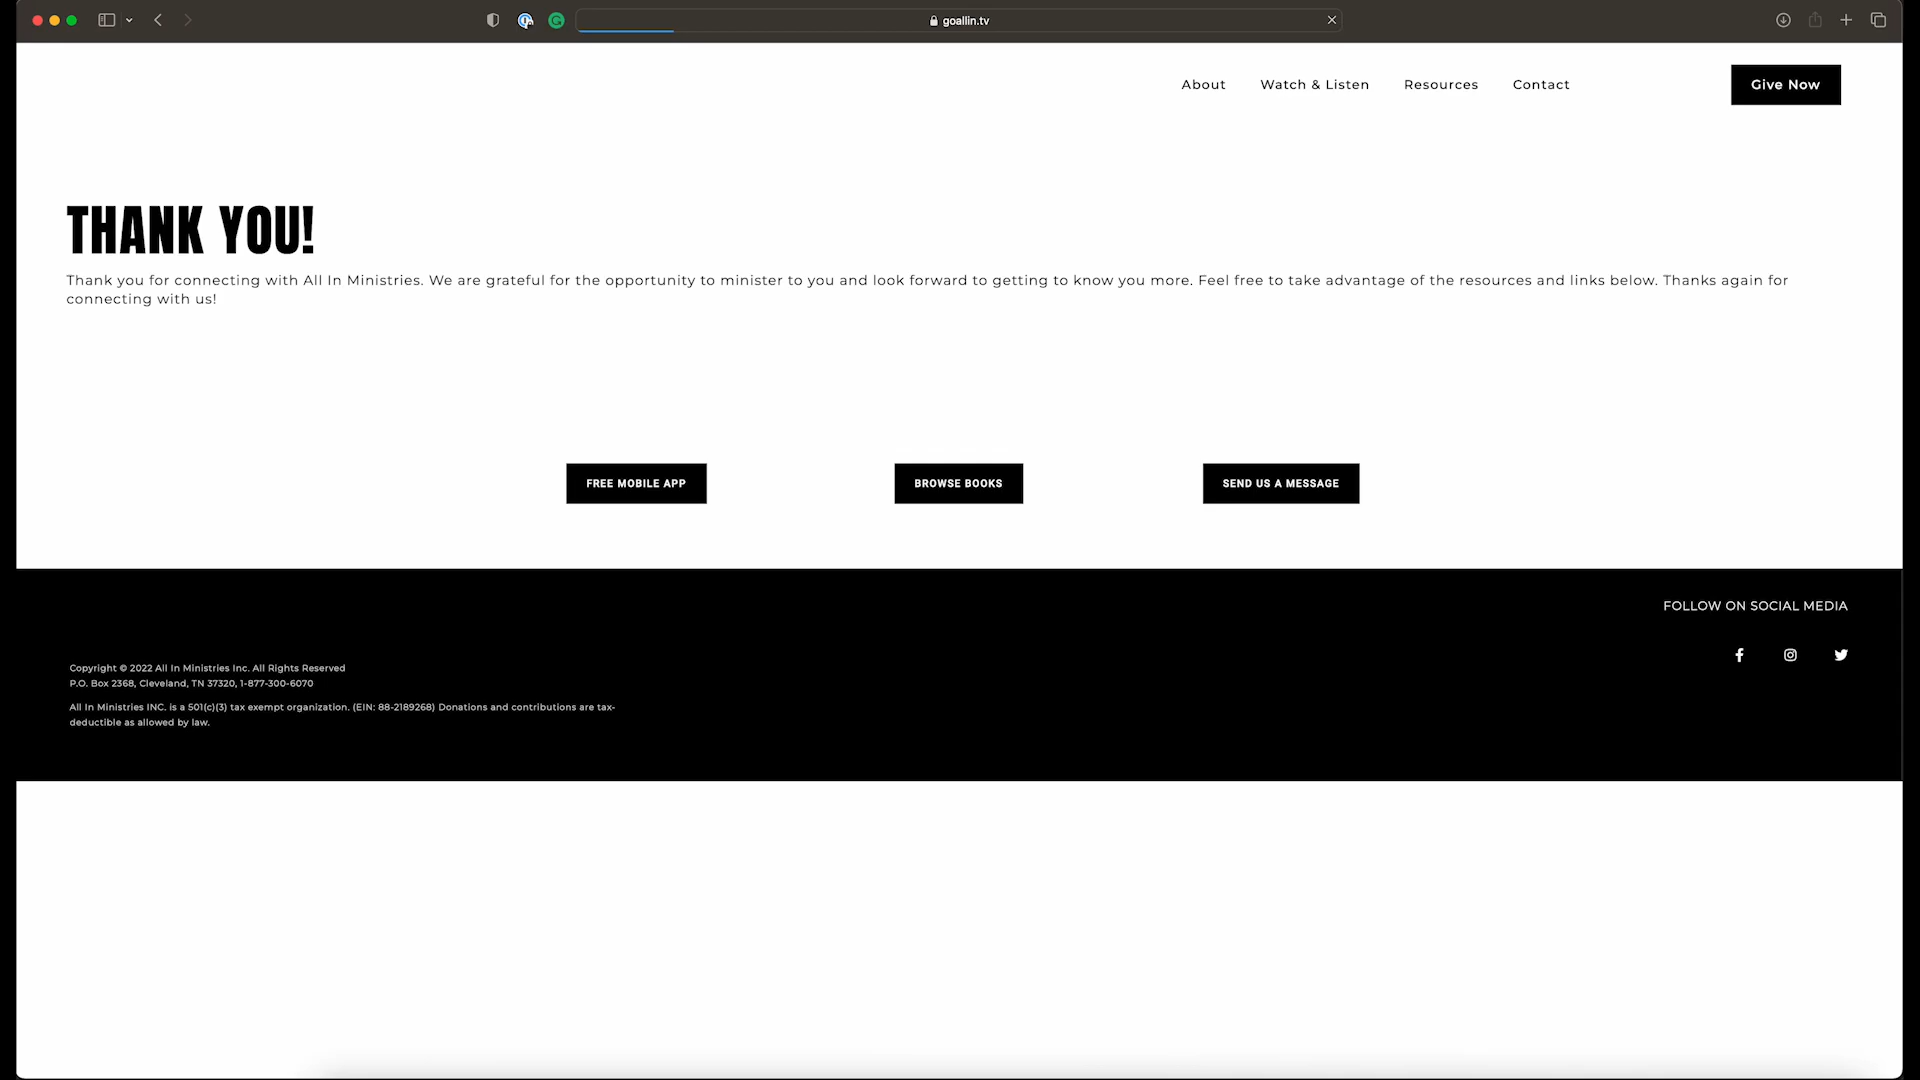 goallin.tv
About Watch & Listen Resources Contact Give Now
THANK YOU!
Thank you for connecting with All In Ministries. We are grateful for the opportunity to minister to you and look forward to getting to know you more. Feel free to take advantage of the resources and links below. Thanks again for
connecting with us!
FREE MOBILE APP BROWSE BOOKS SEND US A MESSAGE
FOLLOW ON SOCIAL MEDIA
Copyright © 2022 All In Ministries Inc. All Rights Reserved
P.O. Box 2368, Cleveland, TN 37320, 1-877-300-6070
All In Ministries INC. is a 501(c)(3) tax exempt organization. (EIN: 88-2189268) Donations and contributions are tax-
deductible as allowed by law.